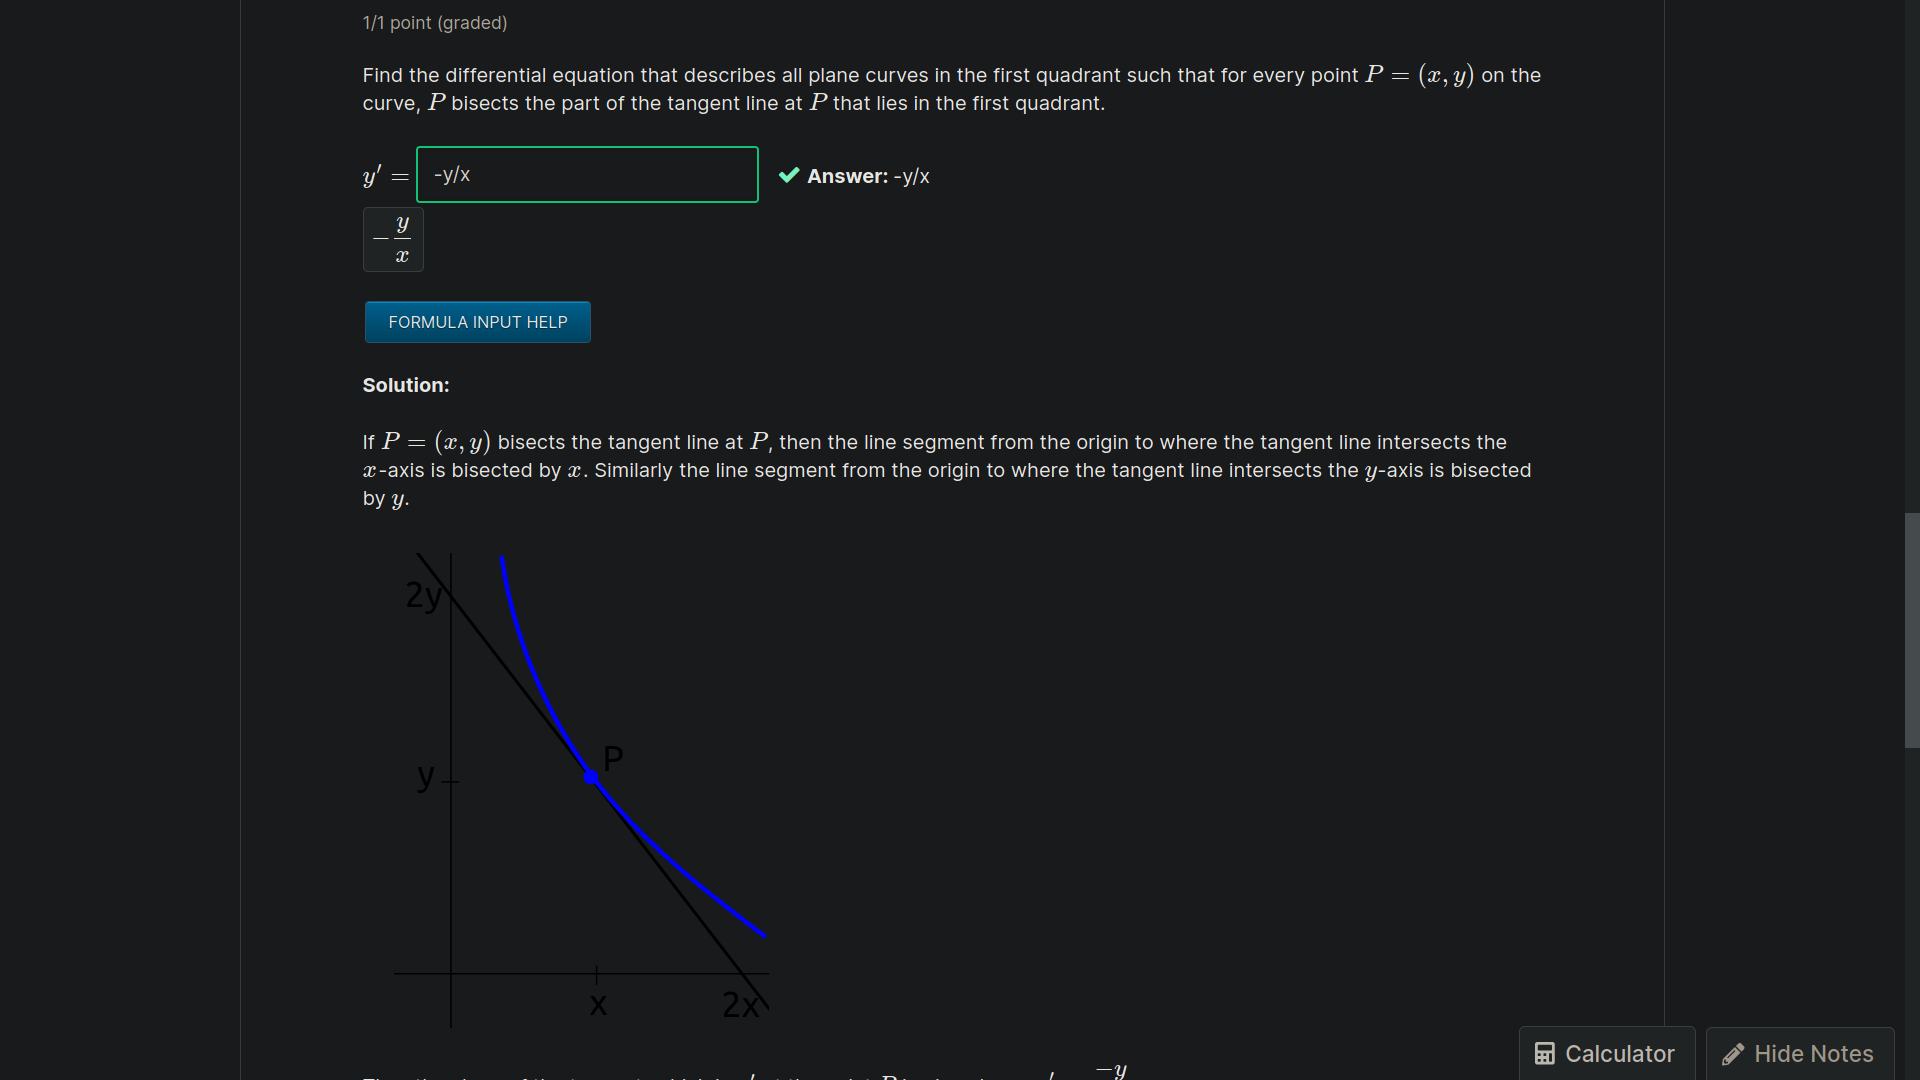 1/1 point (graded)
Find the differential equation that describes all plane curves in the first quadrant such that for every point P = (x, y) on the
curve, P bisects the part of the tangent line at P that lies in the first quadrant.
y′ = -y/x Answer: -y/x
−y/x
FORMULA INPUT HELP
Solution:
If P = (x, y) bisects the tangent line at P, then the line segment from the origin to where the tangent line intersects the
x-axis is bisected by x. Similarly the line segment from the origin to where the tangent line intersects the y-axis is bisected
by y.
2y
P
y
x
2x
−y
Calculator
Hide Notes